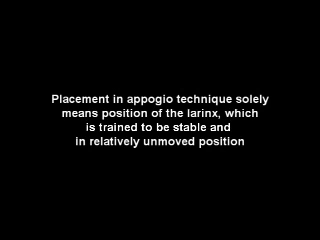 Placement in appogio technique solely
means position of the larinx, which
is trained to be stable and
in relatively unmoved position